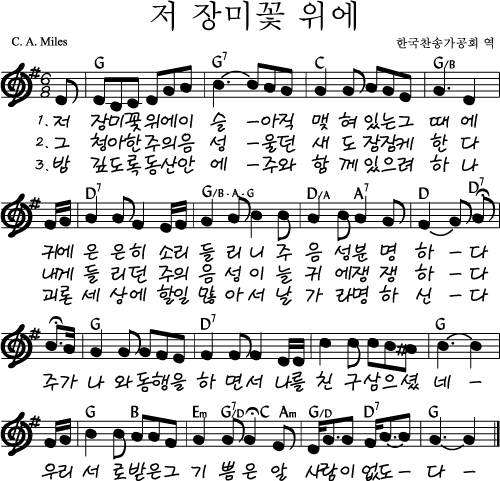 저 장미꽃 위에
C. A. Miles 한국찬송가공회 역
G G7 C G/B
6/8
1. 저 장미꽃위에이 슬 - 아직 맺 혀있는그 때 에
2. 그 청아한주의음 성 - 울던 새 도잠잠케 한 다
3. 밤 깊도록동산안 에 - 주와 함 께있으려 하 나
D7 G/B - A - G D/A A7 D D7
귀에 은 은히 소리 들 리 니 주 음 성분 명 하 - 다
내게 들 리던 주의 음 성 이 늘 귀 에쟁 쟁 하 - 다
괴론 세 상에 할일 많 아 서 날 가 라명 하 신 - 다
G D7 G
주가 나 와동행을 하 면서 나를 친 구삼으셨 네 -
G B Em G/D C Am G/D D7 G
우리 서 로받은그 기 쁨 은 알 사람이 없도 - 다 -